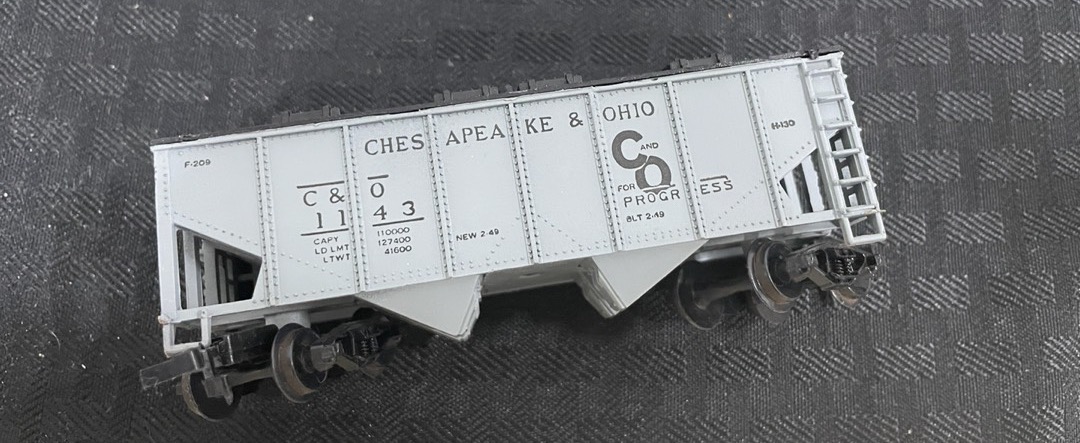 F-209
C & O
1143
CAPY 110000
LD LMT 127400
LTWT 41600
CHESAPEAKE & OHIO
NEW 2-49
C AND O
FOR PROGRESS
BLT 2-49
H-130